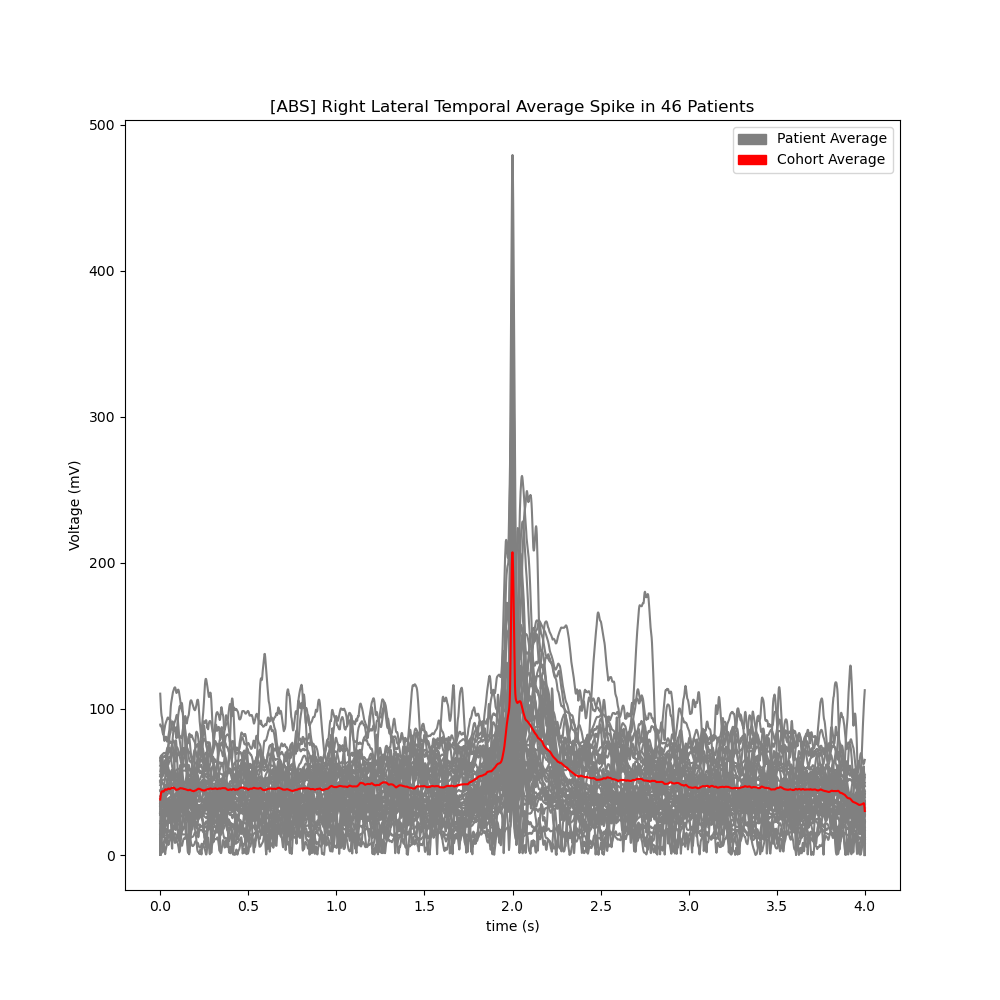 [ABS] Right Lateral Temporal Average Spike in 46 Patients
Patient Average
Cohort Average
Voltage (mV)
500
400
300
200
100
0
0.0 0.5 1.0 1.5 2.0 2.5 3.0 3.5 4.0
time (s)